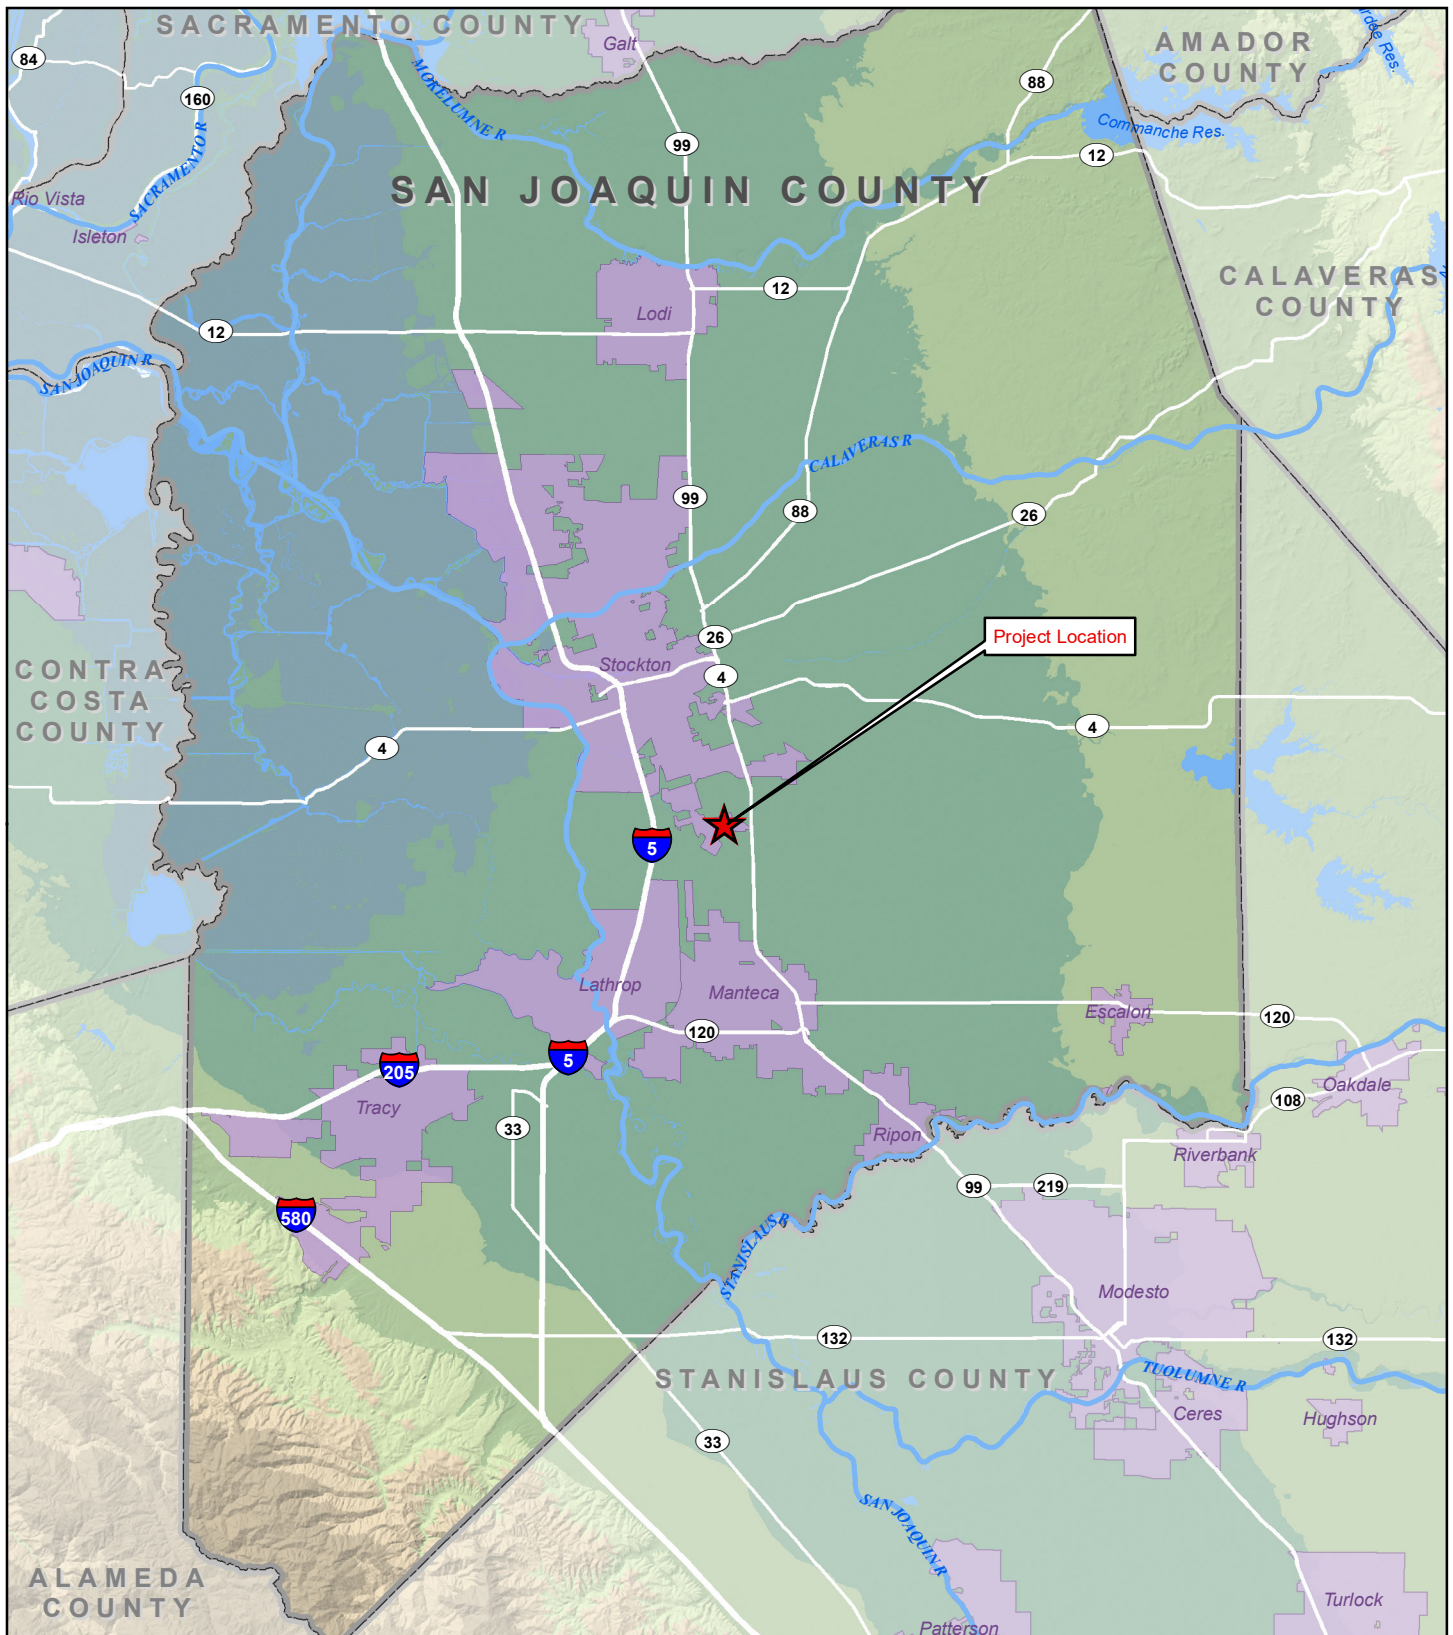 SACRAMENTO COUNTY
Galt
AMADOR
COUNTY
84
160
88
MOKELUMNE R
SACRAMENTO R
99
Commanche Res.
12
SAN JOAQUIN COUNTY
Rio Vista
Isleton
CALAVERAS
COUNTY
12
Lodi
12
SAN JOAQUIN R
CALAVERAS R
99
88
26
26
Project Location
Stockton
4
CONTRA
COSTA
COUNTY
4
4
5
Lathrop
Manteca
Escalon
120
120
5
205
Oakdale
Tracy
108
33
Ripon
Riverbank
99
219
580
STANISLAUS R
Modesto
132
132
STANISLAUS COUNTY
TUOLUMNE R
Ceres
Hughson
33
SAN JOAQUIN R
ALAMEDA
COUNTY
Turlock
Patterson